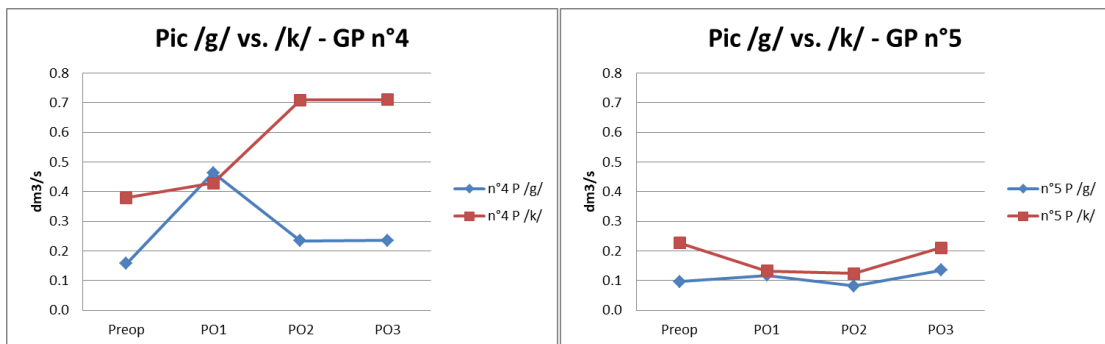 Pic /g/ vs. /k/ - GP n°4
0.8
0.7
0.6
0.5
0.4
0.3
0.2
0.1
0.0
dm3/s
Preop PO1 PO2 PO3
n°4 P /g/
n°4 P /k/
Pic /g/ vs. /k/ - GP n°5
0.8
0.7
0.6
0.5
0.4
0.3
0.2
0.1
0.0
dm3/s
Preop PO1 PO2 PO3
n°5 P /g/
n°5 P /k/